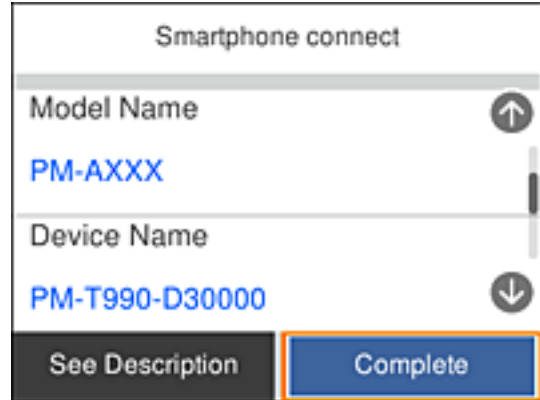 Smartphone connect
Model Name
PM-AXXX
Device Name
PM-T990-D30000
See Description
Complete